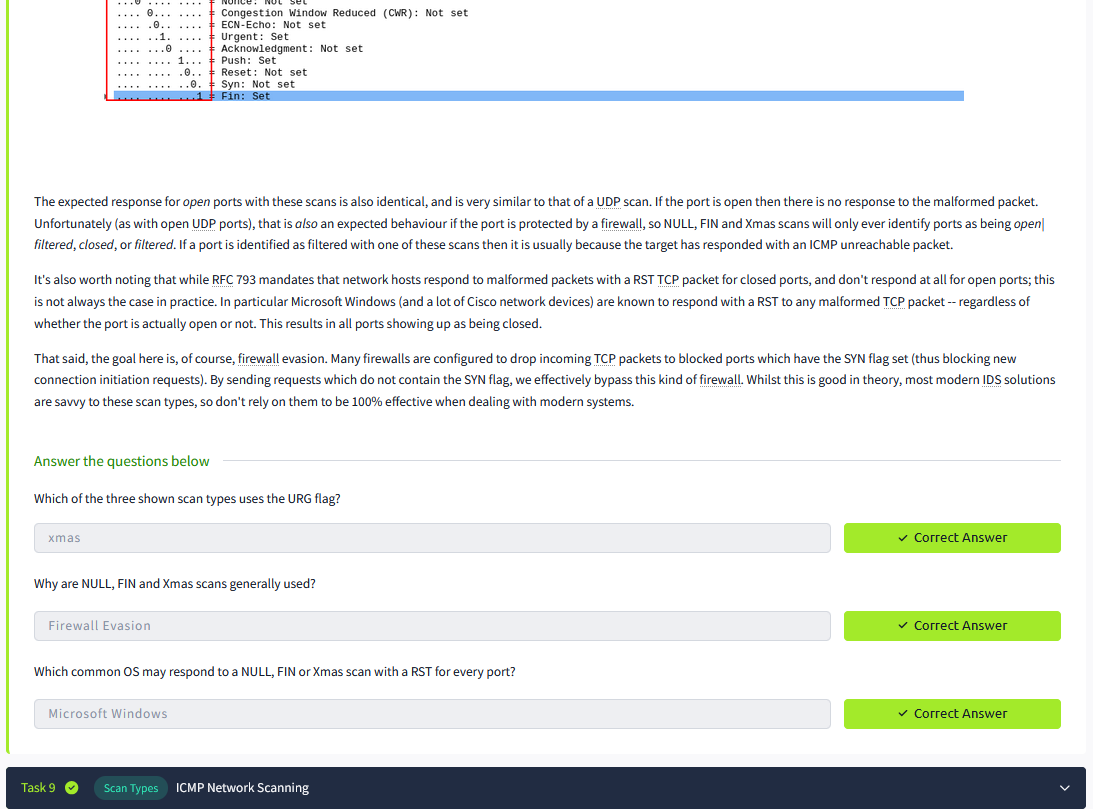 ...0 .... .... = Nonce: Not set
.... 0... .... = Congestion Window Reduced (CWR): Not set
.... .0.. .... = ECN-Echo: Not set
.... ..1. .... = Urgent: Set
.... ...0 .... = Acknowledgment: Not set
.... .... 1... = Push: Set
.... .... .0.. = Reset: Not set
.... .... ..0. = Syn: Not set
.... .... ...1 = Fin: Set
The expected response for open ports with these scans is also identical, and is very similar to that of a UDP scan. If the port is open then there is no response to the malformed packet.
Unfortunately (as with open UDP ports), that is also an expected behaviour if the port is protected by a firewall, so NULL, FIN and Xmas scans will only ever identify ports as being open|
filtered, closed, or filtered. If a port is identified as filtered with one of these scans then it is usually because the target has responded with an ICMP unreachable packet.
It's also worth noting that while RFC 793 mandates that network hosts respond to malformed packets with a RST TCP packet for closed ports, and don't respond at all for open ports; this
is not always the case in practice. In particular Microsoft Windows (and a lot of Cisco network devices) are known to respond with a RST to any malformed TCP packet -- regardless of
whether the port is actually open or not. This results in all ports showing up as being closed.
That said, the goal here is, of course, firewall evasion. Many firewalls are configured to drop incoming TCP packets to blocked ports which have the SYN flag set (thus blocking new
connection initiation requests). By sending requests which do not contain the SYN flag, we effectively bypass this kind of firewall. Whilst this is good in theory, most modern IDS solutions
are savvy to these scan types, so don't rely on them to be 100% effective when dealing with modern systems.
Answer the questions below
Which of the three shown scan types uses the URG flag?
xmas
✓ Correct Answer
Why are NULL, FIN and Xmas scans generally used?
Firewall Evasion
✓ Correct Answer
Which common OS may respond to a NULL, FIN or Xmas scan with a RST for every port?
Microsoft Windows
✓ Correct Answer
Task 9 Scan Types ICMP Network Scanning